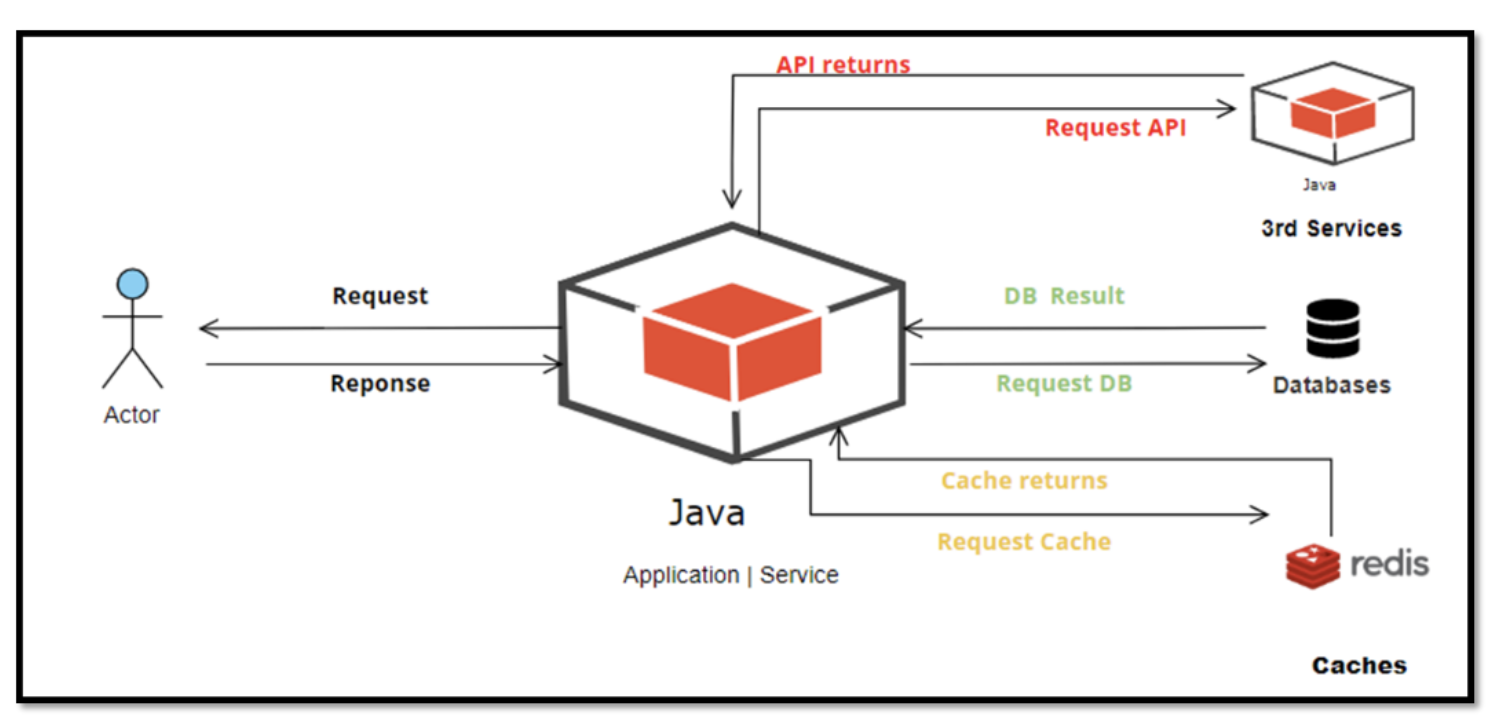 API returns
Request API
Java
3rd Services
Request
DB  Result
Reponse
Request DB
Databases
Actor
Cache returns
Java
Request Cache
redis
Application | Service
Caches